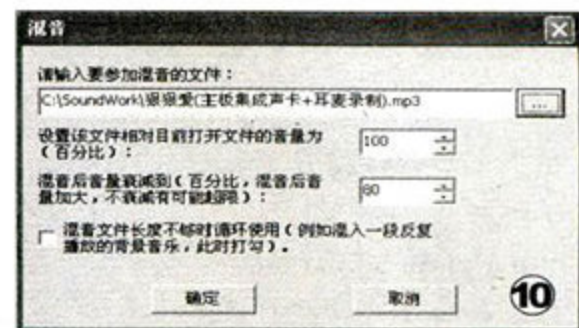 混音
请输入要参加混音的文件：
C:\SoundWork\狠狠爱(主板集成声卡+耳麦录制).mp3
...
设置该文件相对目前打开文件的音量为
（百分比）：
100
混音后音量衰减到（百分比，混音后音
量加大，不衰减有可能超限）：
80
混音文件长度不够时循环使用（例如混入一段反复
播放的背景音乐，此时打勾）。
确定
取消
10